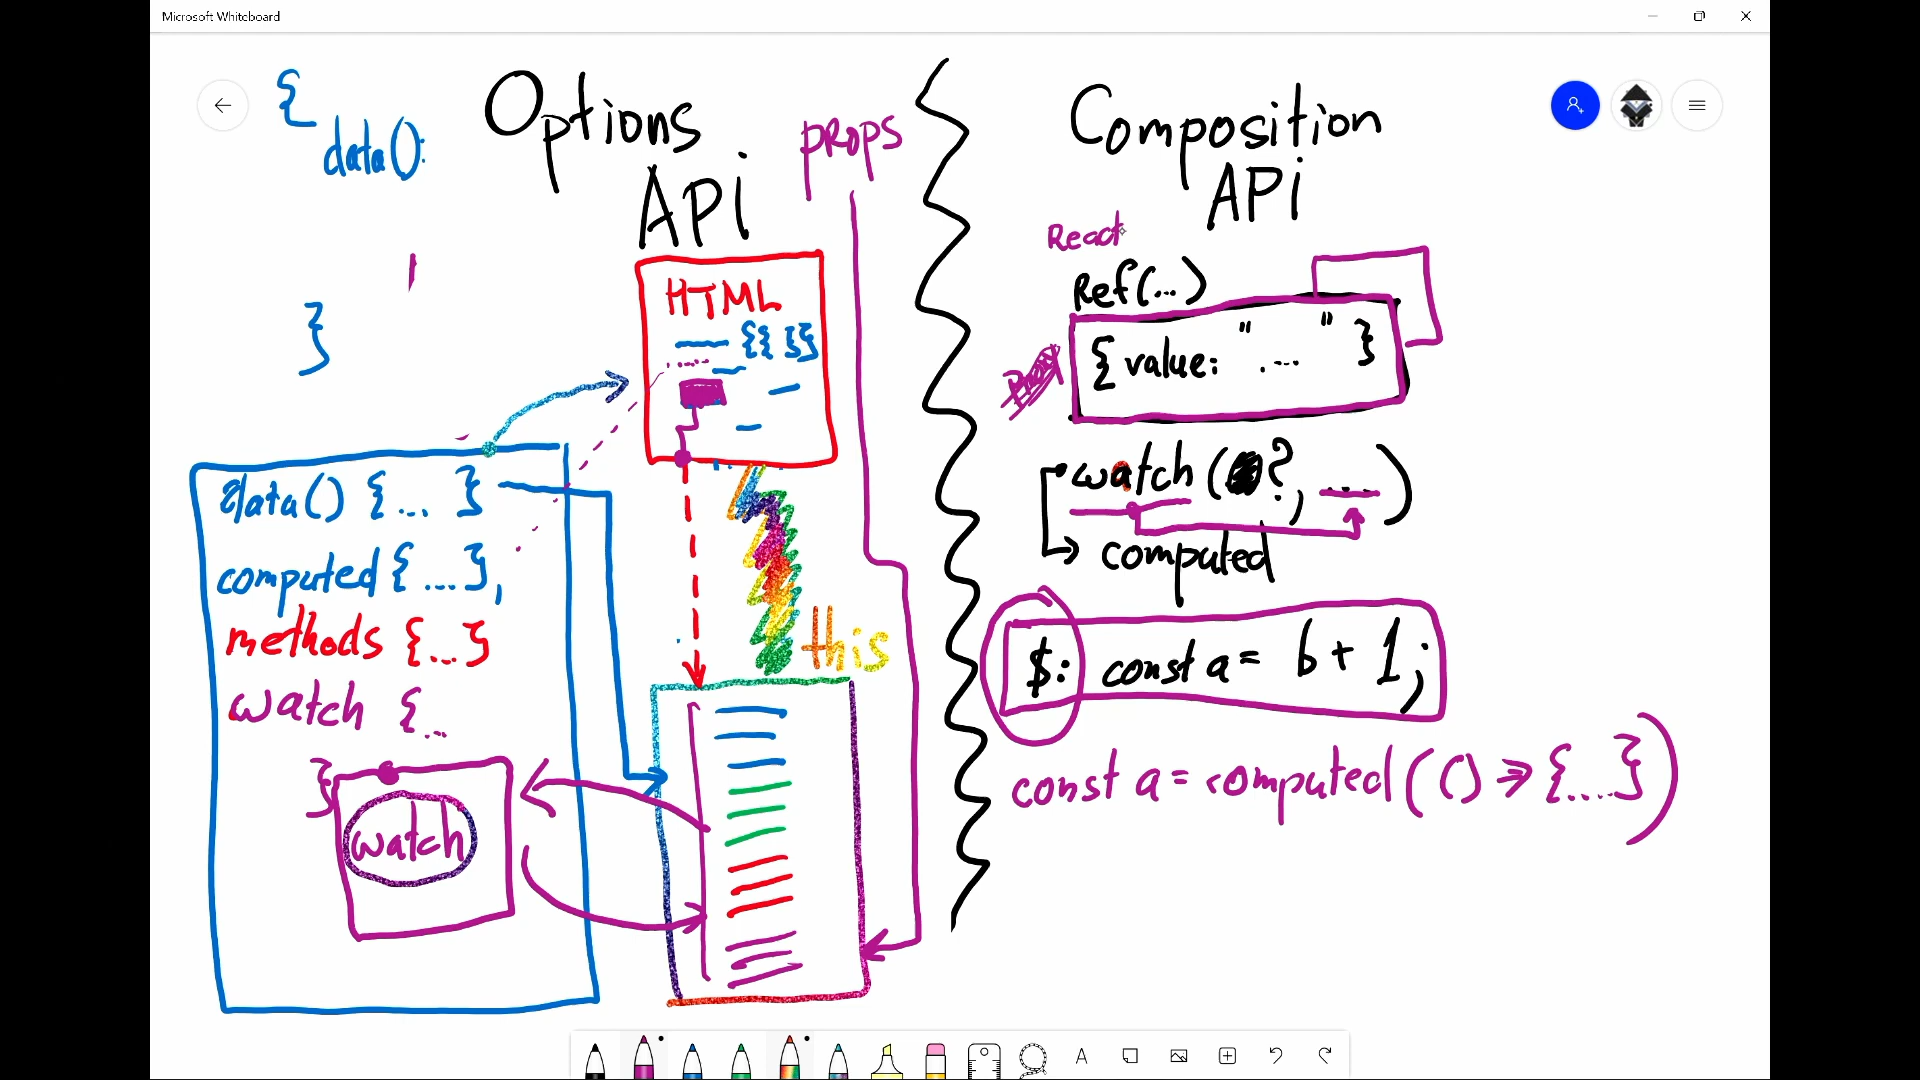 Microsoft Whiteboard
{
data():
}
Options
API
props
HTML
{{ }}
data() { ... }
computed { ... },
methods {...}
watch {...
}
watch
this
Composition
API
React
Ref(...)
{ value: " ... " }
watch ( ?, ... )
computed
$: const a = b + 1;
const a = computed ( () => {....} )
A